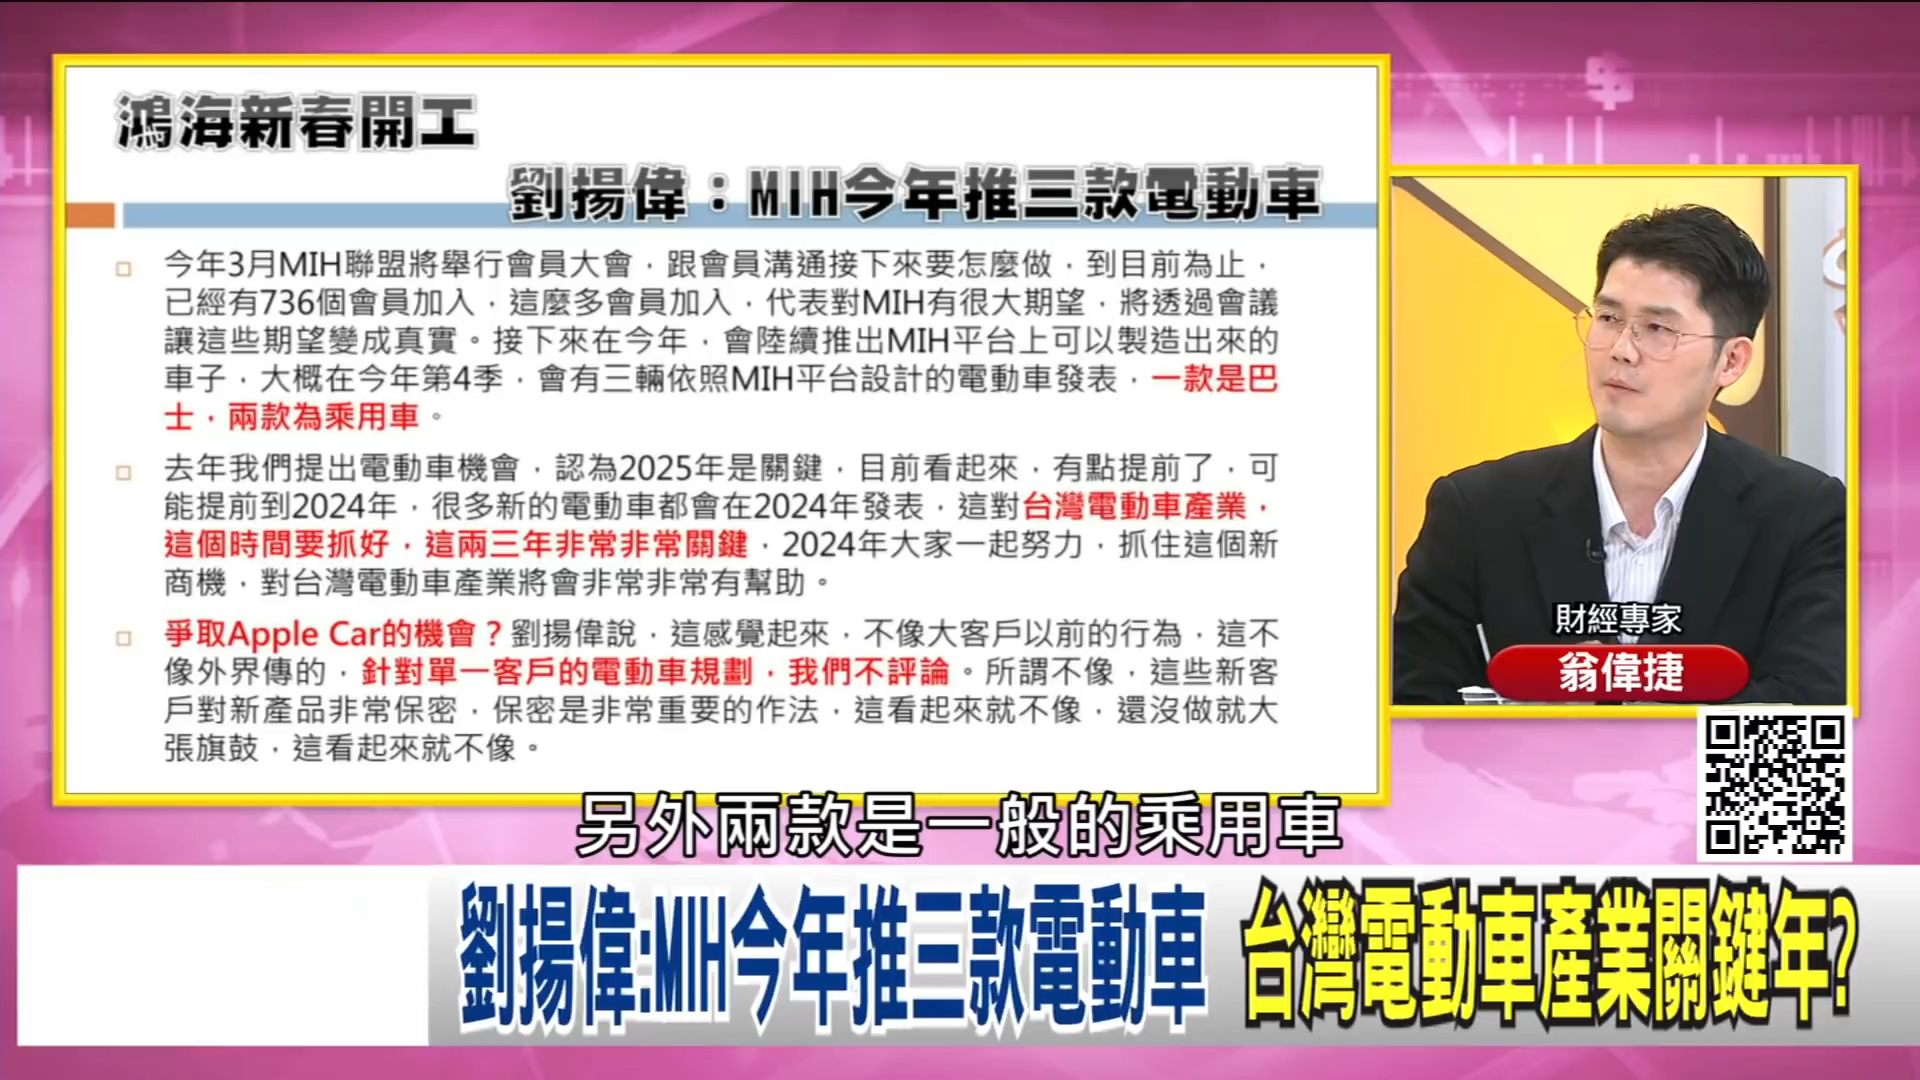 鴻海新春開工
劉揚偉：MIH今年推三款電動車
今年3月MIH聯盟將舉行會員大會，跟會員溝通接下來要怎麼做，到目前為止，
已經有736個會員加入，這麼多會員加入，代表對MIH有很大期望，將透過會議
讓這些期望變成真實。接下來在今年，會陸續推出MIH平台上可以製造出來的
車子，大概在今年第4季，會有三輛依照MIH平台設計的電動車發表，一款是巴
士，兩款為乘用車。
去年我們提出電動車機會，認為2025年是關鍵，目前看起來，有點提前了，可
能提前到2024年，很多新的電動車都會在2024年發表，這對台灣電動車產業，
這個時間要抓好，這兩三年非常非常關鍵，2024年大家一起努力，抓住這個新
商機，對台灣電動車產業將會非常非常有幫助。
爭取Apple Car的機會？劉揚偉說，這感覺起來，不像大客戶以前的行為，這不
像外界傳的，針對單一客戶的電動車規劃，我們不評論。所謂不像，這些新客
戶對新產品非常保密，保密是非常重要的作法，這看起來就不像，還沒做就大
張旗鼓，這看起來就不像。
財經專家
翁偉捷
另外兩款是一般的乘用車
劉揚偉:MIH今年推三款電動車 台灣電動車產業關鍵年?